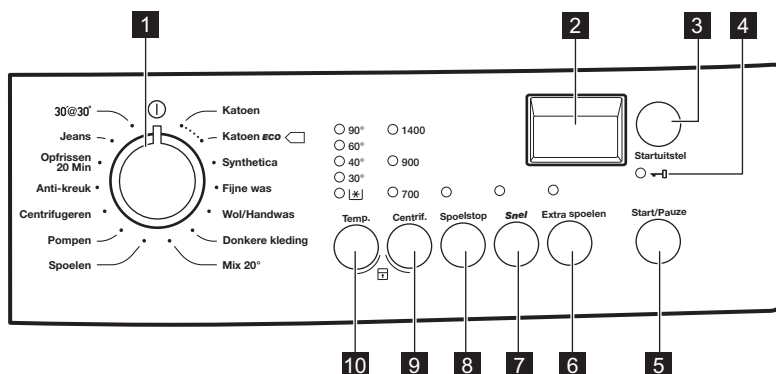 1
2
3
4
30'@30°
Jeans
Opfrissen
20 Min
Anti-kreuk
Centrifugeren
Pompen
Spoelen
Katoen
Katoen ECO
Synthetica
Fijne was
Wol/Handwas
Donkere kleding
Mix 20°
90°
60°
40°
30°
1400
900
700
Startuitstel
Temp.
Centrif.
Spoelstop
Snel
Extra spoelen
Start/Pauze
10
9
8
7
6
5